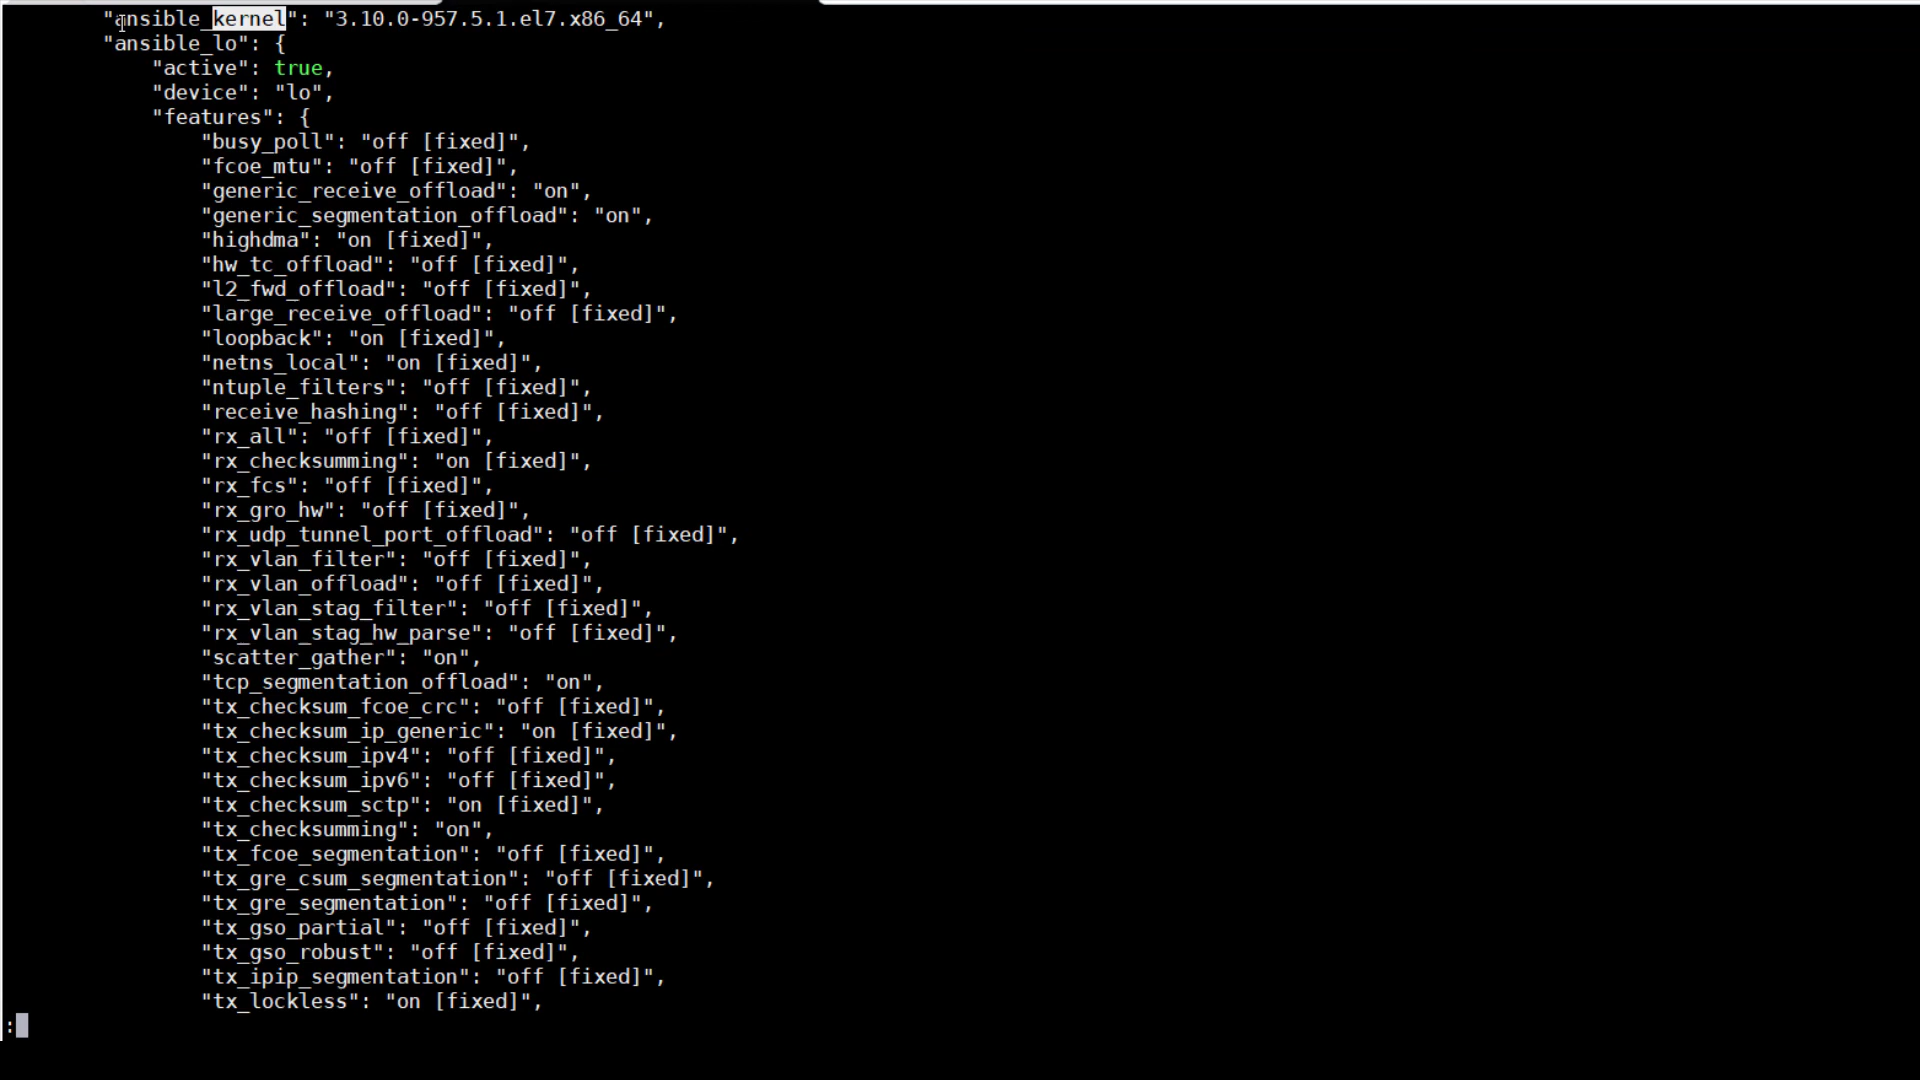 "ansible_kernel": "3.10.0-957.5.1.el7.x86_64",
"ansible_lo": {
"active": true,
"device": "lo",
"features": {
"busy_poll": "off [fixed]",
"fcoe_mtu": "off [fixed]",
"generic_receive_offload": "on",
"generic_segmentation_offload": "on",
"highdma": "on [fixed]",
"hw_tc_offload": "off [fixed]",
"l2_fwd_offload": "off [fixed]",
"large_receive_offload": "off [fixed]",
"loopback": "on [fixed]",
"netns_local": "on [fixed]",
"ntuple_filters": "off [fixed]",
"receive_hashing": "off [fixed]",
"rx_all": "off [fixed]",
"rx_checksumming": "on [fixed]",
"rx_fcs": "off [fixed]",
"rx_gro_hw": "off [fixed]",
"rx_udp_tunnel_port_offload": "off [fixed]",
"rx_vlan_filter": "off [fixed]",
"rx_vlan_offload": "off [fixed]",
"rx_vlan_stag_filter": "off [fixed]",
"rx_vlan_stag_hw_parse": "off [fixed]",
"scatter_gather": "on",
"tcp_segmentation_offload": "on",
"tx_checksum_fcoe_crc": "off [fixed]",
"tx_checksum_ip_generic": "on [fixed]",
"tx_checksum_ipv4": "off [fixed]",
"tx_checksum_ipv6": "off [fixed]",
"tx_checksum_sctp": "on [fixed]",
"tx_checksumming": "on",
"tx_fcoe_segmentation": "off [fixed]",
"tx_gre_csum_segmentation": "off [fixed]",
"tx_gre_segmentation": "off [fixed]",
"tx_gso_partial": "off [fixed]",
"tx_gso_robust": "off [fixed]",
"tx_ipip_segmentation": "off [fixed]",
"tx_lockless": "on [fixed]",
: